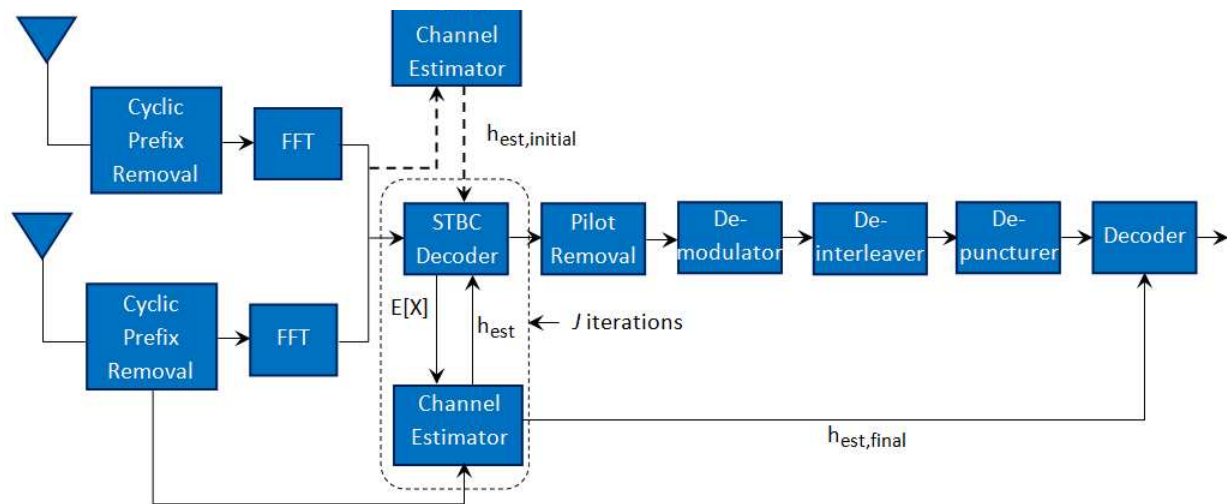 Channel
Estimator
Cyclic
Prefix
Removal
FFT
h_est,initial
STBC
Decoder
Pilot
Removal
De-
modulator
De-
interleaver
De-
puncturer
Decoder
Cyclic
Prefix
Removal
FFT
E[X]
h_est
J iterations
Channel
Estimator
h_est,final